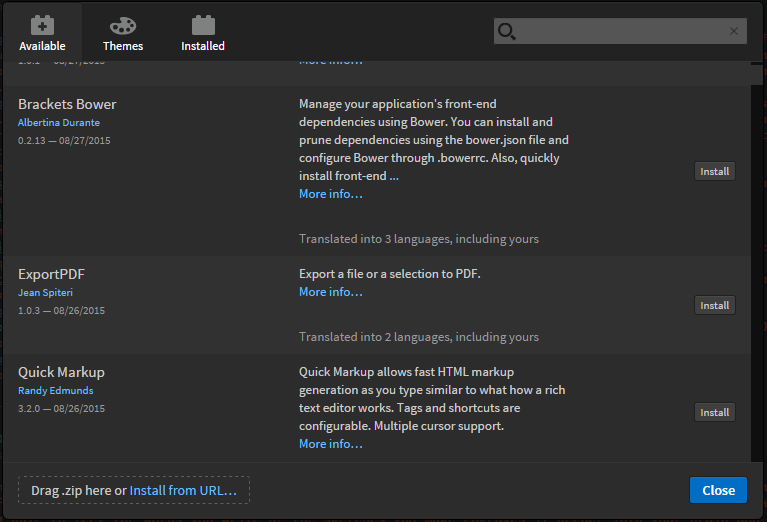 Available
Themes
Installed
1.0.1 — 08/27/2015
More info…
Brackets Bower
Albertina Durante
0.2.13 — 08/27/2015
Manage your application's front-end
dependencies using Bower. You can install and
prune dependencies using the bower.json file and
configure Bower through .bowerrc. Also, quickly
install front-end ...
More info…
Install
Translated into 3 languages, including yours
ExportPDF
Jean Spiteri
1.0.3 — 08/26/2015
Export a file or a selection to PDF.
More info…
Install
Translated into 2 languages, including yours
Quick Markup
Randy Edmunds
3.2.0 — 08/26/2015
Quick Markup allows fast HTML markup
generation as you type similar to what how a rich
text editor works. Tags and shortcuts are
configurable. Multiple cursor support.
More info…
Install
Drag .zip here or Install from URL…
Close